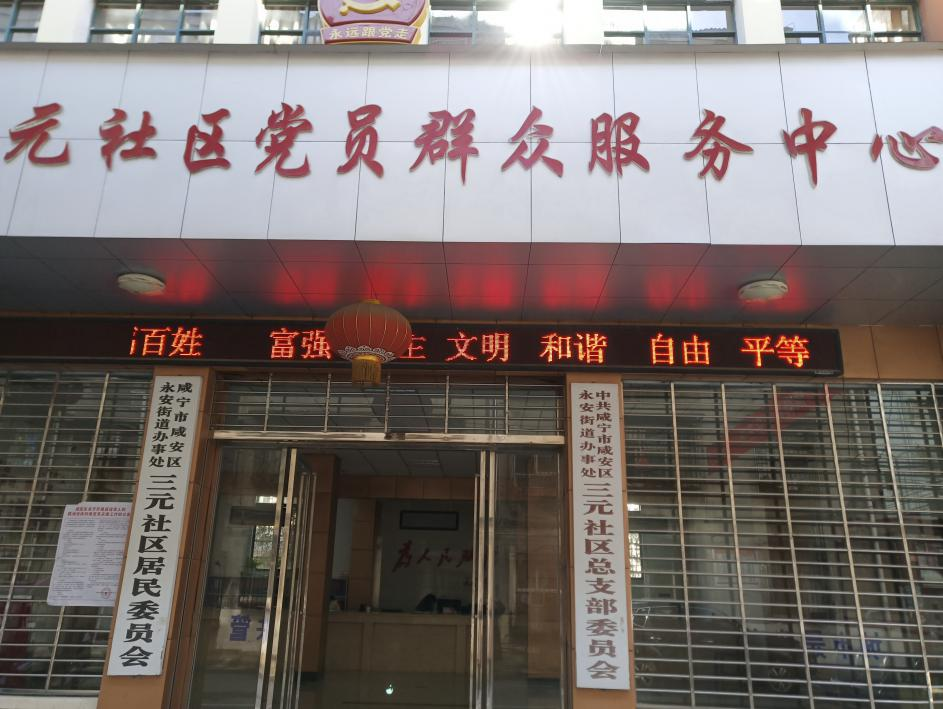 永远跟党走
元社区党员群众服务中心
百姓 富强 主 文明 和谐 自由 平等
咸宁市咸安区
永安街道办事处
三元社区居民委员会
中共咸宁市咸安区
永安街道办事处
三元社区总支部委员会
为人民